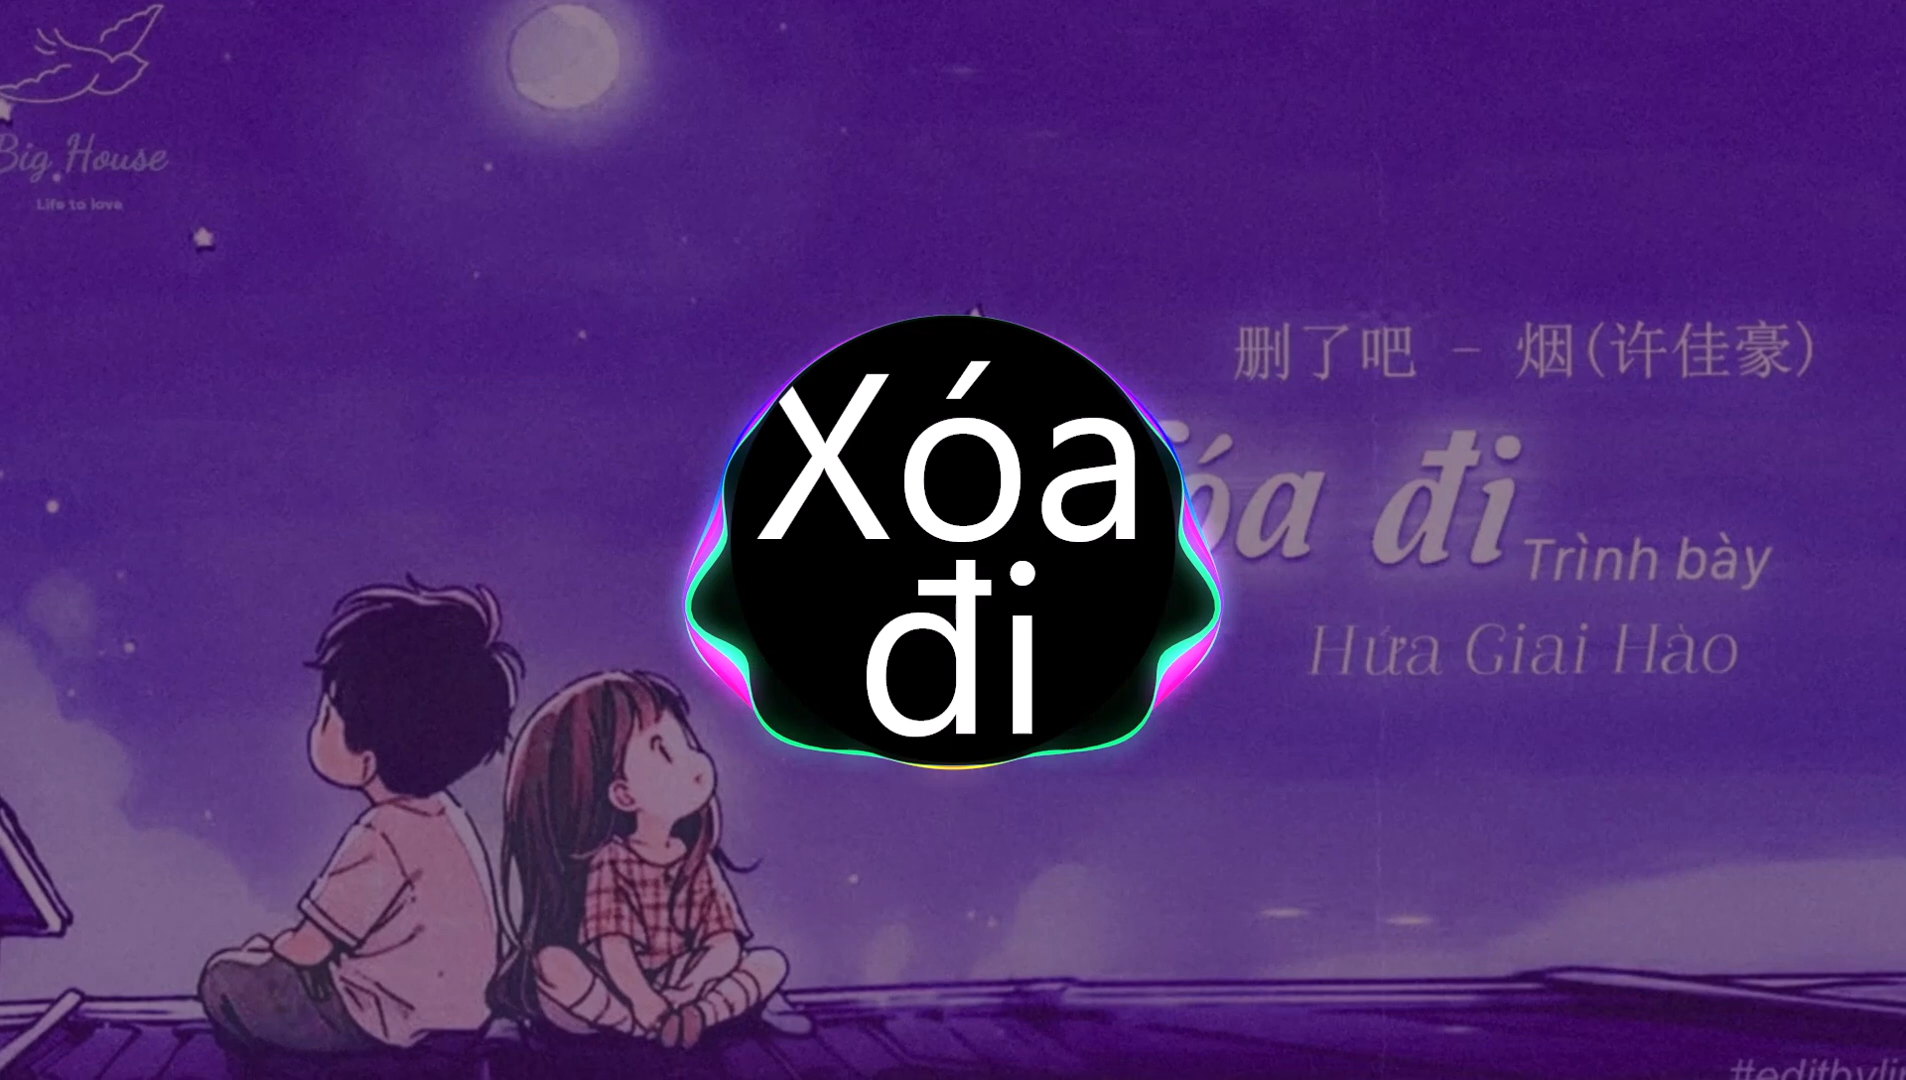 Big House
Life to love
删了吧 - 烟(许佳豪)
Xóa
đi
óa đi
Trình bày
Hứa Giai Hào